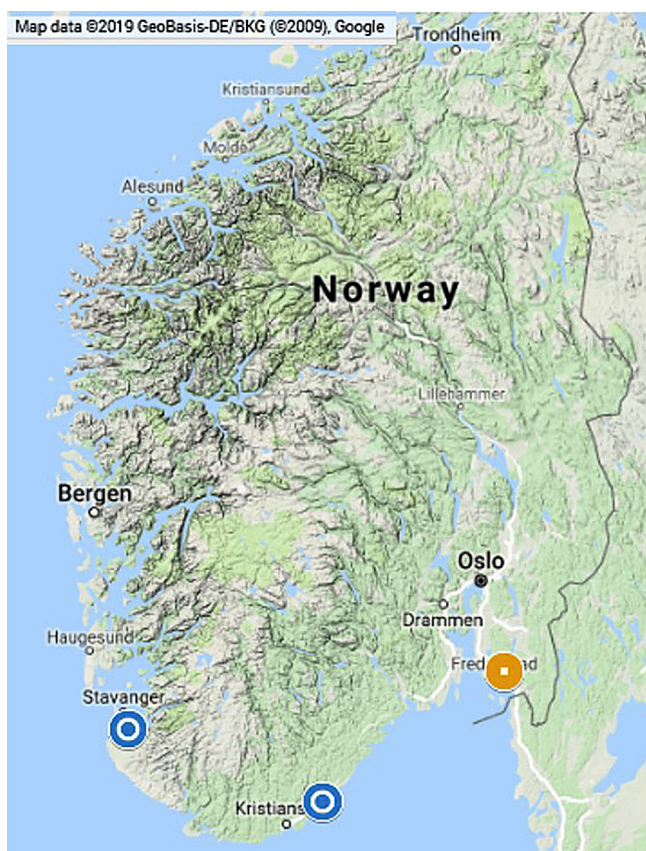 Map data ©2019 GeoBasis-DE/BKG (©2009), Google
Trondheim
Kristiansund
Molde
Alesund
Norway
Lillehammer
Bergen
Oslo
Drammen
Haugesund
Stavanger